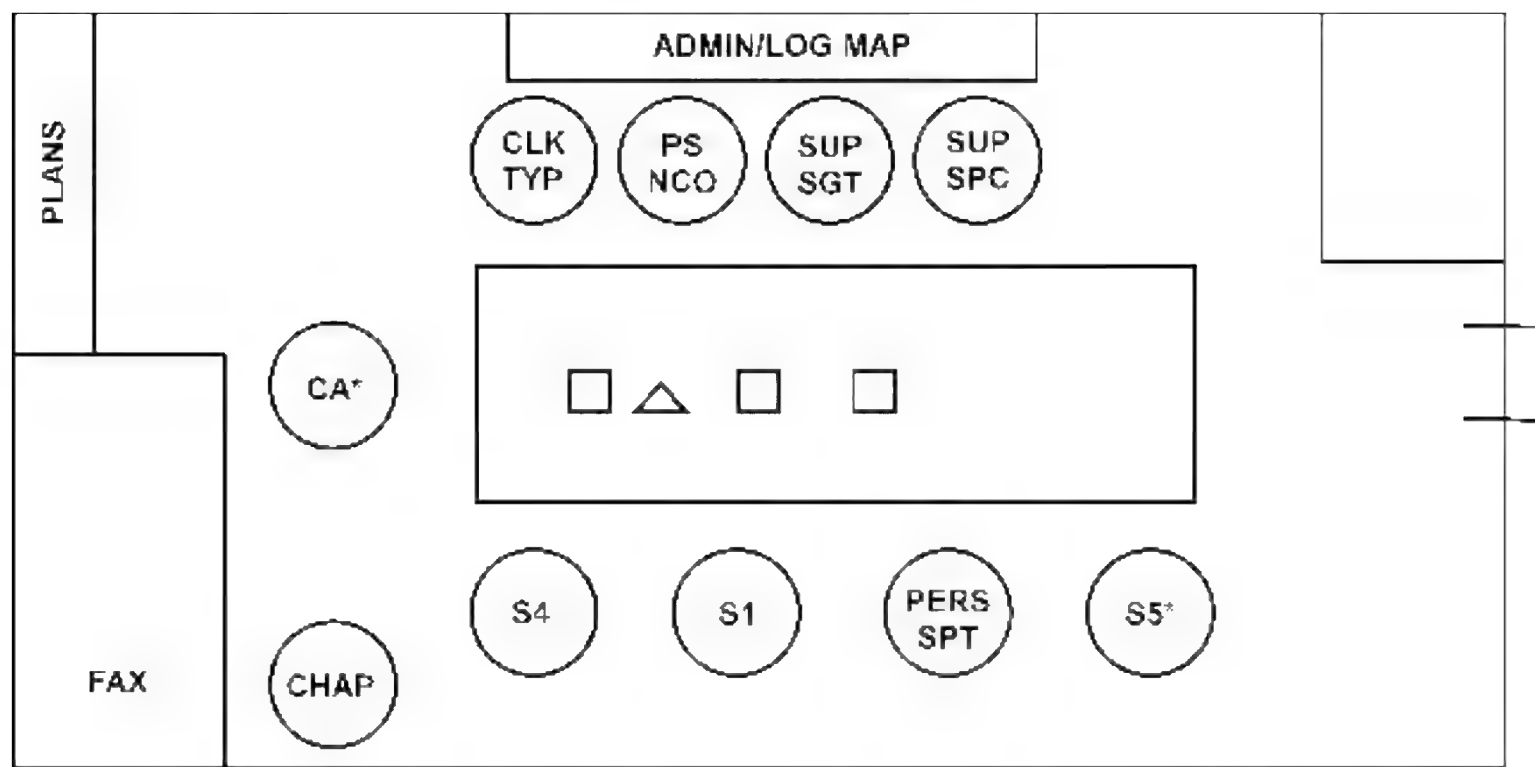 ADMIN/LOG MAP
PLANS
CLK
TYP
PS
NCO
SUP
SGT
SUP
SPC
CA*
S4
S1
PERS
SPT
S5*
FAX
CHAP